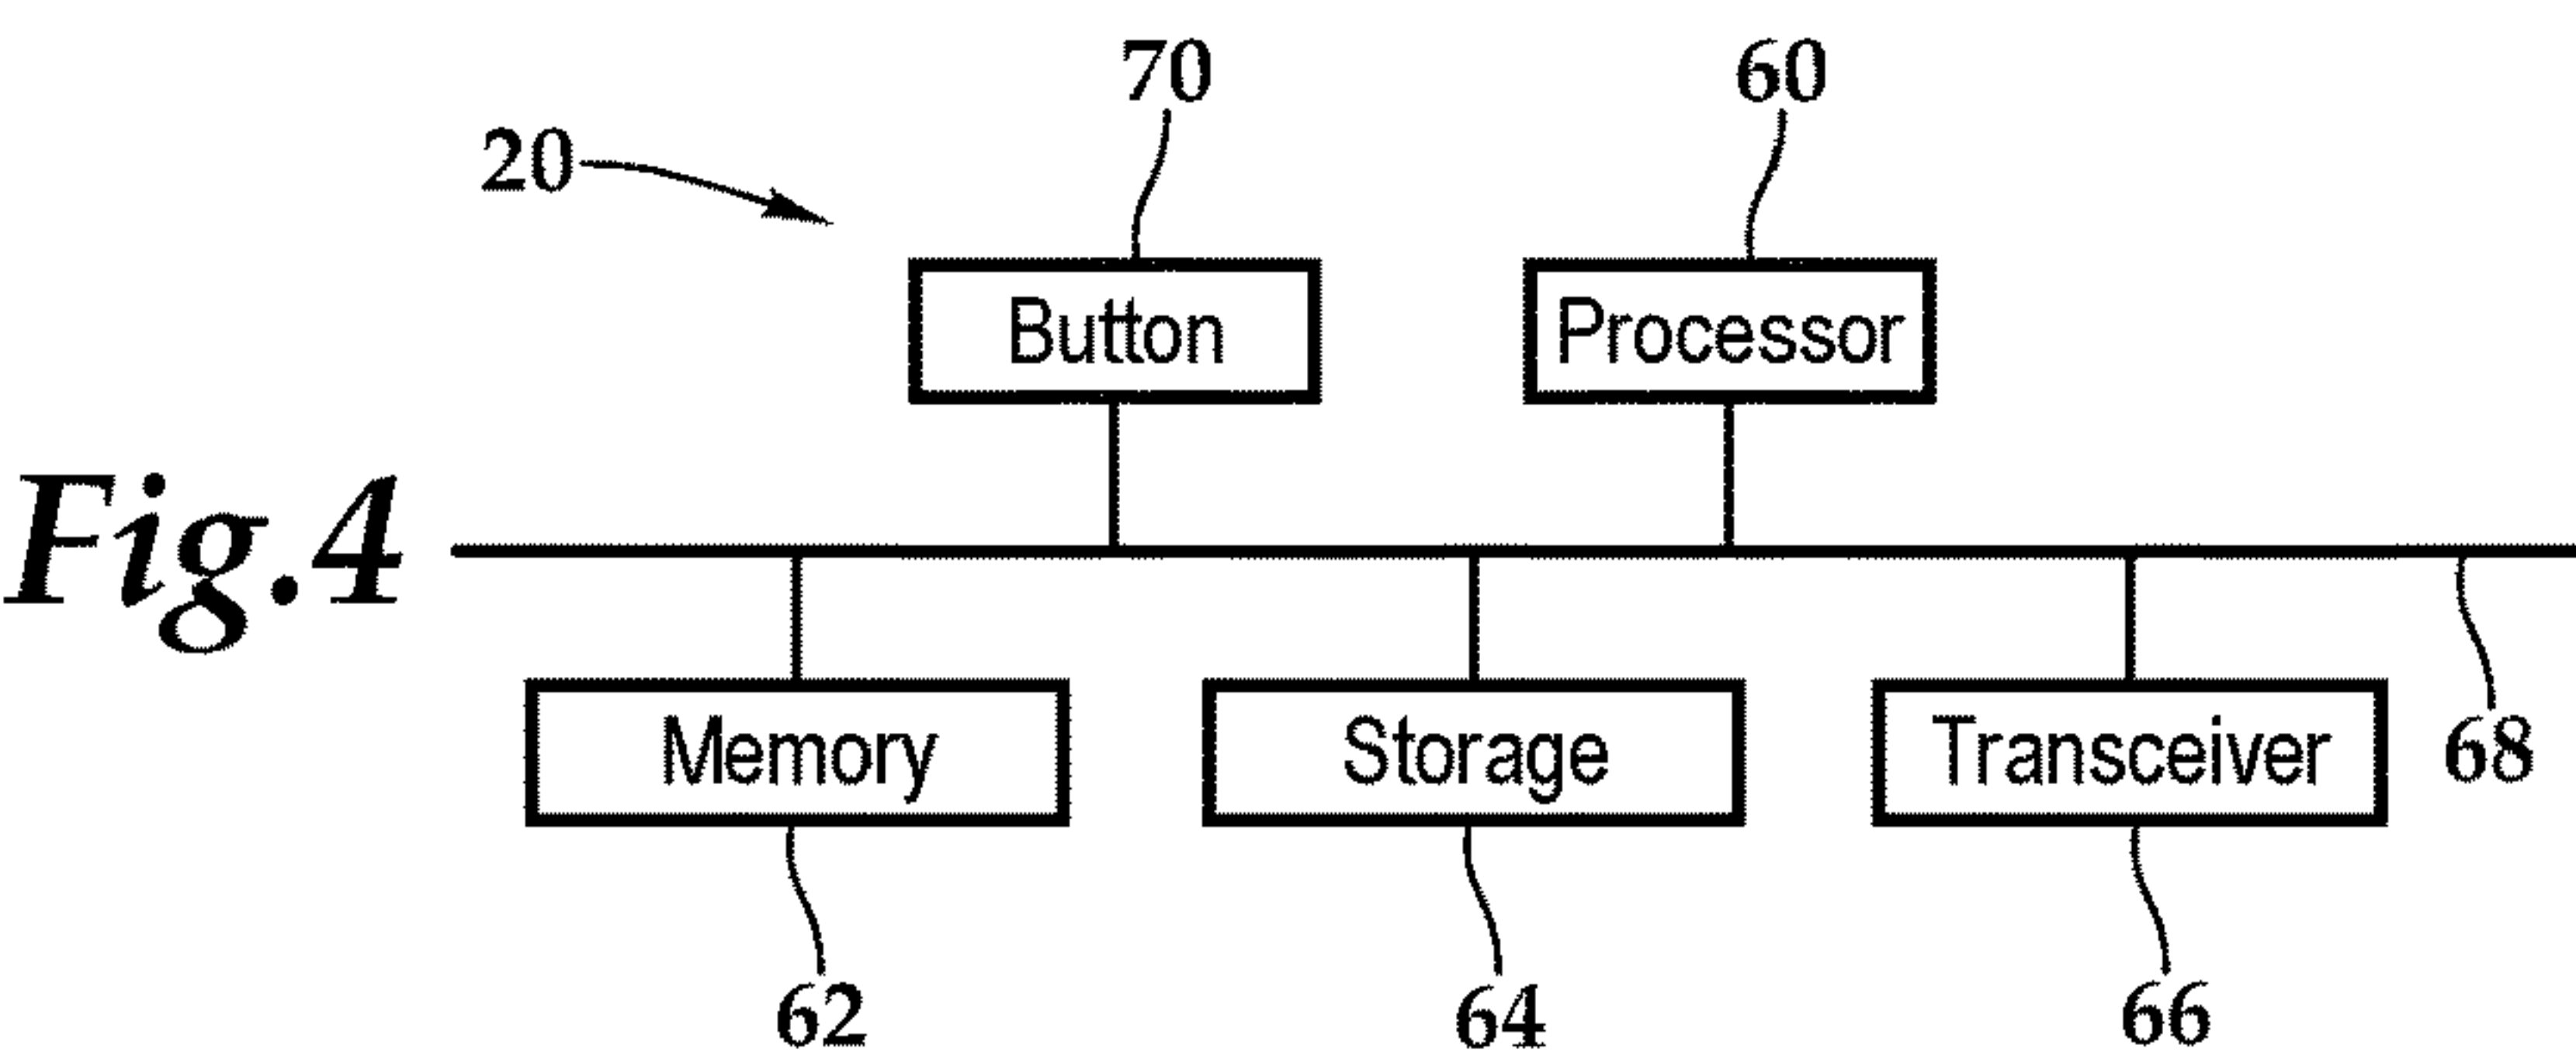 70
60
20
Button
Processor
Fig.4
Memory
Storage
Transceiver
68
62
64
66